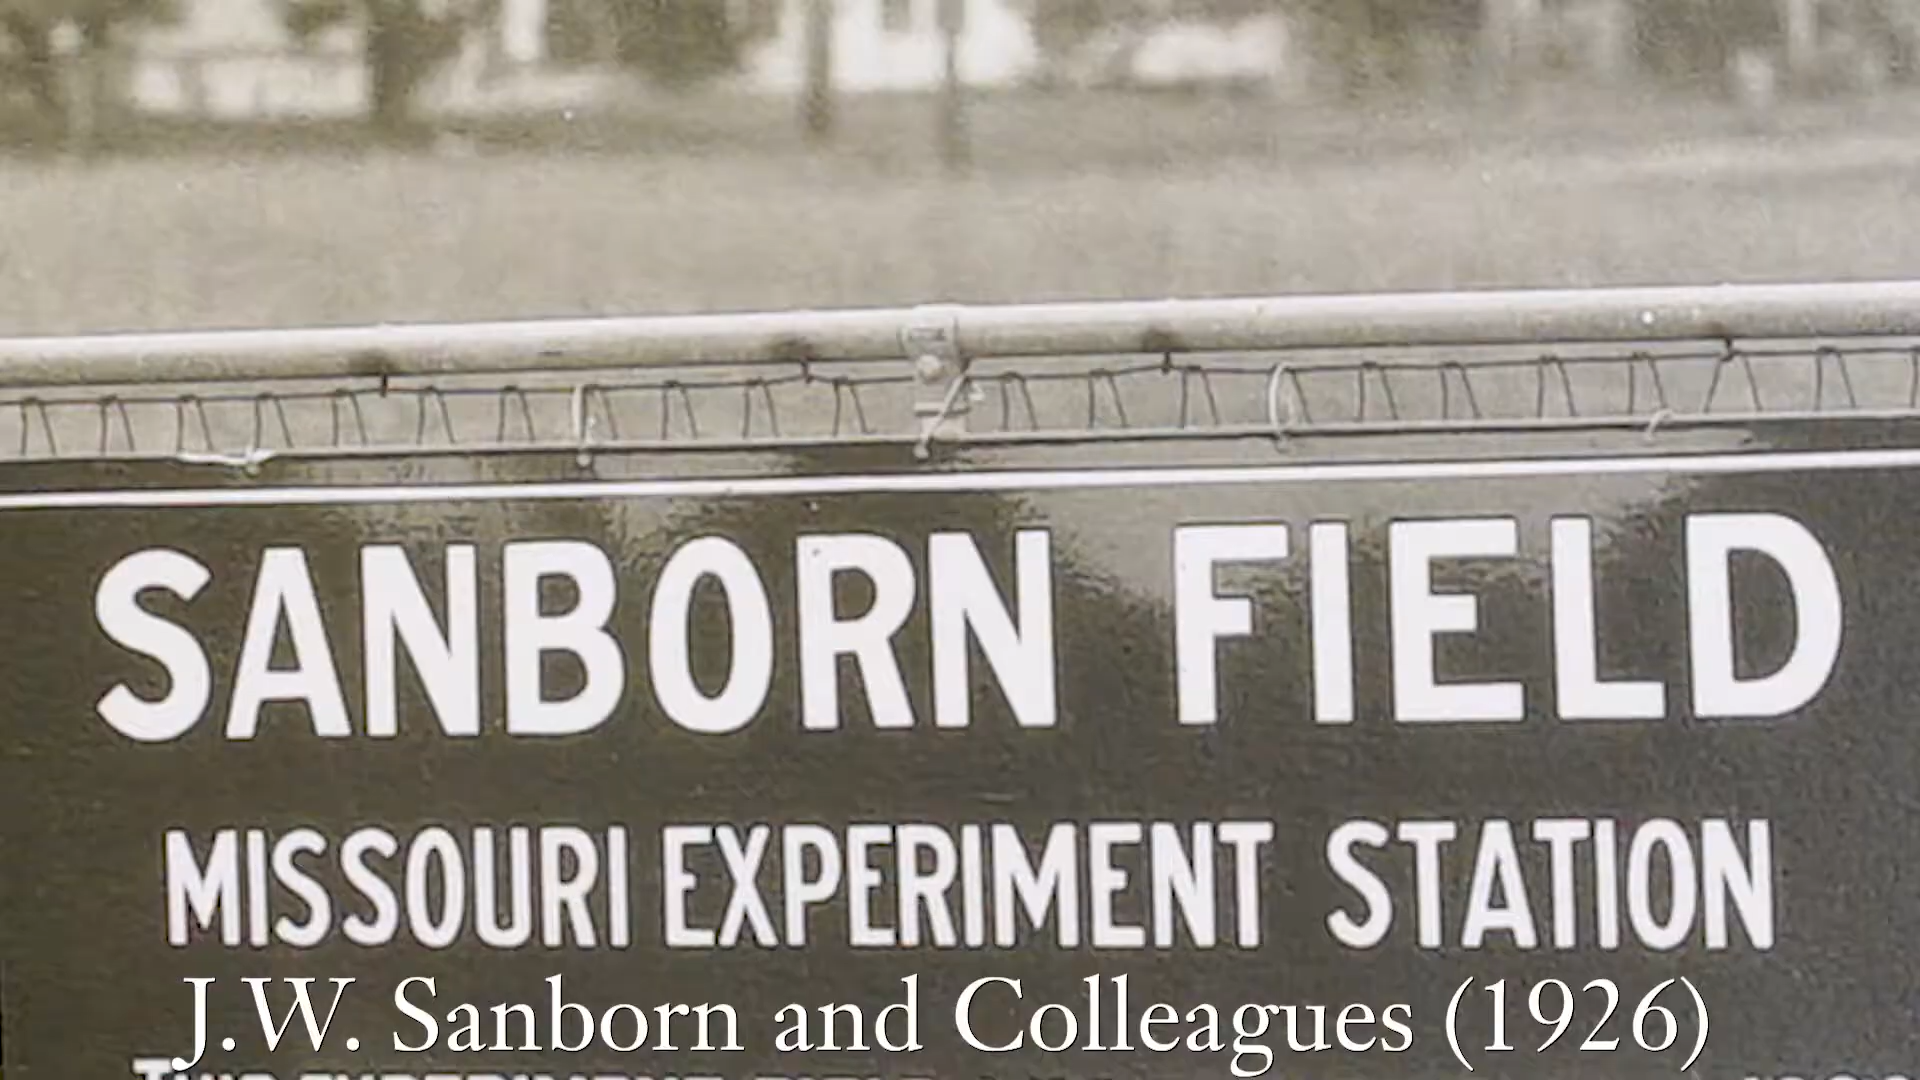 SANBORN FIELD
MISSOURI EXPERIMENT STATION
J.W. Sanborn and Colleagues (1926)